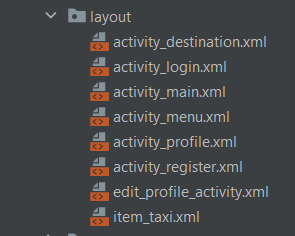 layout
activity_destination.xml
activity_login.xml
activity_main.xml
activity_menu.xml
activity_profile.xml
activity_register.xml
edit_profile_activity.xml
item_taxi.xml